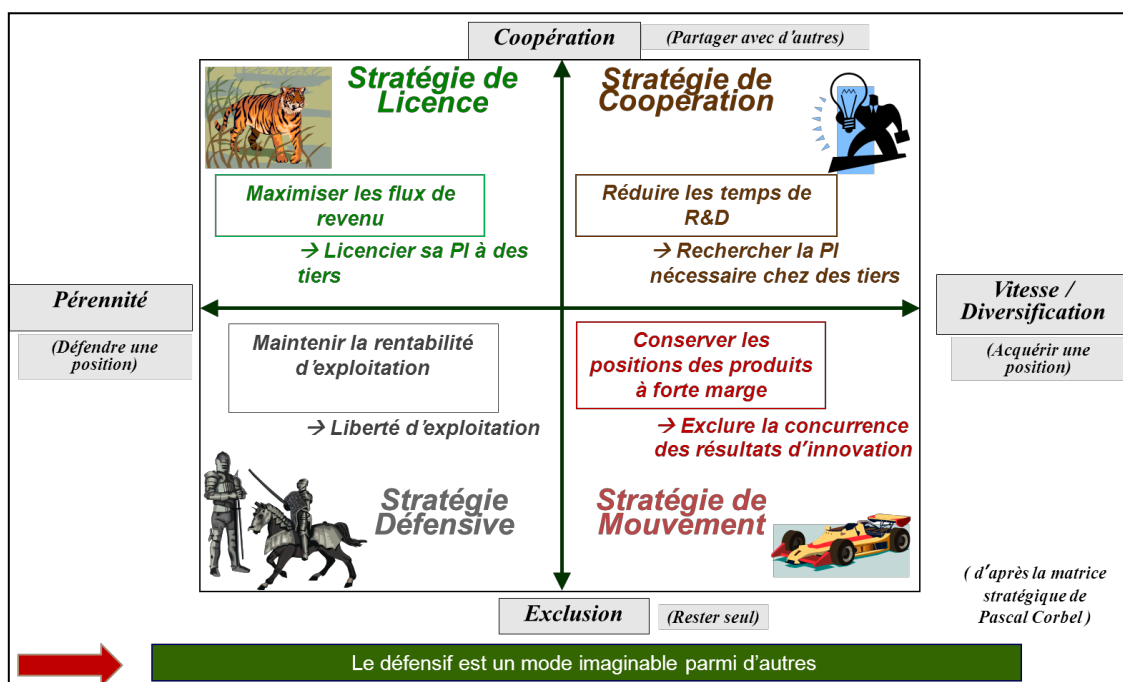 Coopération
(Partager avec d'autres)
Stratégie de
Licence
Stratégie de
Coopération
Maximiser les flux de
revenu
→ Licencier sa PI à des
tiers
Réduire les temps de
R&D
→ Rechercher la PI
nécessaire chez des tiers
Pérennité
(Défendre une
position)
Vitesse /
Diversification
(Acquérir une
position)
Maintenir la rentabilité
d'exploitation
→ Liberté d'exploitation
Conserver les
positions des produits
à forte marge
→ Exclure la concurrence
des résultats d'innovation
Stratégie
Défensive
Stratégie de
Mouvement
Exclusion
(Rester seul)
( d'après la matrice
stratégique de
Pascal Corbel )
Le défensif est un mode imaginable parmi d'autres